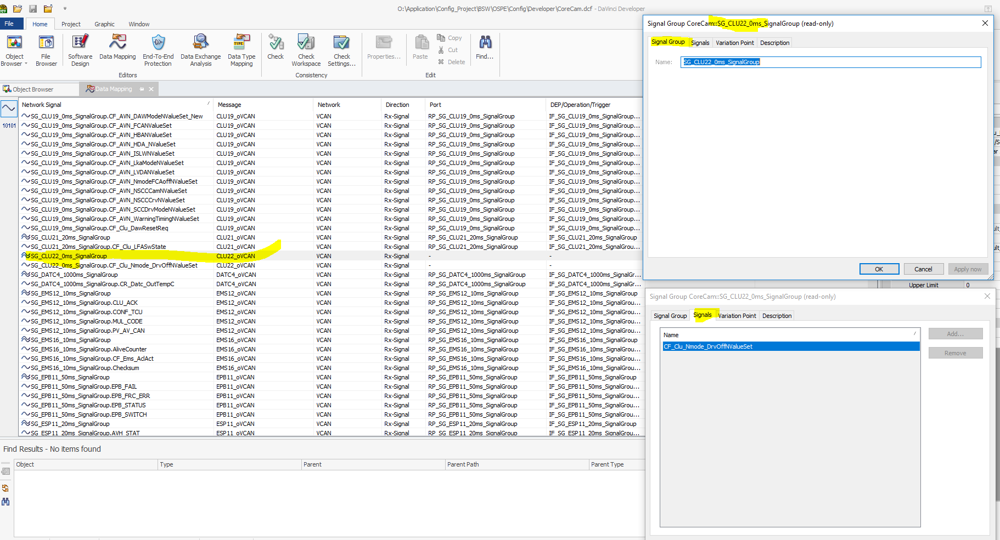 O:\Application\Config_Project\BSW\OSPE\Config\Developer\CoreCam.dcf - DaVinci Developer
File Home Project Graphic Window
Object Browser
File Browser
Software Design
Data Mapping
End-To-End Protection
Data Exchange Analysis
Data Type Mapping
Editors
Check
Check Workspace
Check Settings...
Consistency
Properties...
Paste
Copy
Cut
Delete
Edit
Find...
Object Browser Data Mapping
10101
Network Signal Message Network Direction Port DEP/Operation/Trigger
SG_CLU19_0ms_SignalGroup.CF_AVN_DAWModeNValueSet_New CLU19_oVCAN VCAN Rx-Signal RP_SG_CLU19_0ms_SignalGroup IF_SG_CLU19_0ms_SignalGroup...
SG_CLU19_0ms_SignalGroup.CF_AVN_FCANValueSet CLU19_oVCAN VCAN Rx-Signal RP_SG_CLU19_0ms_SignalGroup IF_SG_CLU19_0ms_SignalGroup...
SG_CLU19_0ms_SignalGroup.CF_AVN_HBANValueSet CLU19_oVCAN VCAN Rx-Signal RP_SG_CLU19_0ms_SignalGroup IF_SG_CLU19_0ms_SignalGroup...
SG_CLU19_0ms_SignalGroup.CF_AVN_HDA_NValueSet CLU19_oVCAN VCAN Rx-Signal RP_SG_CLU19_0ms_SignalGroup IF_SG_CLU19_0ms_SignalGroup...
SG_CLU19_0ms_SignalGroup.CF_AVN_ISLWNValueSet CLU19_oVCAN VCAN Rx-Signal RP_SG_CLU19_0ms_SignalGroup IF_SG_CLU19_0ms_SignalGroup...
SG_CLU19_0ms_SignalGroup.CF_AVN_LkaModeNValueSet CLU19_oVCAN VCAN Rx-Signal RP_SG_CLU19_0ms_SignalGroup IF_SG_CLU19_0ms_SignalGroup...
SG_CLU19_0ms_SignalGroup.CF_AVN_LVDANValueSet CLU19_oVCAN VCAN Rx-Signal RP_SG_CLU19_0ms_SignalGroup IF_SG_CLU19_0ms_SignalGroup...
SG_CLU19_0ms_SignalGroup.CF_AVN_NmodeFCAoffNValueSet CLU19_oVCAN VCAN Rx-Signal RP_SG_CLU19_0ms_SignalGroup IF_SG_CLU19_0ms_SignalGroup...
SG_CLU19_0ms_SignalGroup.CF_AVN_NSCCCamNValueSet CLU19_oVCAN VCAN Rx-Signal RP_SG_CLU19_0ms_SignalGroup IF_SG_CLU19_0ms_SignalGroup...
SG_CLU19_0ms_SignalGroup.CF_AVN_NSCCCrvNValueSet CLU19_oVCAN VCAN Rx-Signal RP_SG_CLU19_0ms_SignalGroup IF_SG_CLU19_0ms_SignalGroup...
SG_CLU19_0ms_SignalGroup.CF_AVN_SCCDrvModeNValueSet CLU19_oVCAN VCAN Rx-Signal RP_SG_CLU19_0ms_SignalGroup IF_SG_CLU19_0ms_SignalGroup...
SG_CLU19_0ms_SignalGroup.CF_AVN_WarningTimingNValueSet CLU19_oVCAN VCAN Rx-Signal RP_SG_CLU19_0ms_SignalGroup IF_SG_CLU19_0ms_SignalGroup...
SG_CLU19_0ms_SignalGroup.CF_Clu_DawResetReq CLU19_oVCAN VCAN Rx-Signal RP_SG_CLU19_0ms_SignalGroup IF_SG_CLU19_0ms_SignalGroup...
SG_CLU21_20ms_SignalGroup CLU21_oVCAN VCAN Rx-Signal RP_SG_CLU21_20ms_SignalGroup IF_SG_CLU21_20ms_SignalGroup
SG_CLU21_20ms_SignalGroup.CF_Clu_LFASwState CLU21_oVCAN VCAN Rx-Signal RP_SG_CLU21_20ms_SignalGroup IF_SG_CLU21_20ms_SignalGrou...
SG_CLU22_0ms_SignalGroup CLU22_oVCAN VCAN Rx-Signal - -
SG_CLU22_0ms_SignalGroup.CF_Clu_Nmode_DrvOffNValueSet CLU22_oVCAN VCAN Rx-Signal - -
SG_DATC4_1000ms_SignalGroup DATC4_oVCAN VCAN Rx-Signal RP_SG_DATC4_1000ms_SignalGroup IF_SG_DATC4_1000ms_SignalGr...
SG_DATC4_1000ms_SignalGroup.CR_Datc_OutTempC DATC4_oVCAN VCAN Rx-Signal RP_SG_DATC4_1000ms_SignalGroup IF_SG_DATC4_1000ms_SignalGr...
SG_EMS12_10ms_SignalGroup EMS12_oVCAN VCAN Rx-Signal RP_SG_EMS12_10ms_SignalGroup IF_SG_EMS12_10ms_SignalGroup
SG_EMS12_10ms_SignalGroup.CLU_ACK EMS12_oVCAN VCAN Rx-Signal RP_SG_EMS12_10ms_SignalGroup IF_SG_EMS12_10ms_SignalGrou...
SG_EMS12_10ms_SignalGroup.CONF_TCU EMS12_oVCAN VCAN Rx-Signal RP_SG_EMS12_10ms_SignalGroup IF_SG_EMS12_10ms_SignalGrou...
SG_EMS12_10ms_SignalGroup.MUL_CODE EMS12_oVCAN VCAN Rx-Signal RP_SG_EMS12_10ms_SignalGroup IF_SG_EMS12_10ms_SignalGrou...
SG_EMS12_10ms_SignalGroup.PV_AV_CAN EMS12_oVCAN VCAN Rx-Signal RP_SG_EMS12_10ms_SignalGroup IF_SG_EMS12_10ms_SignalGrou...
SG_EMS16_10ms_SignalGroup EMS16_oVCAN VCAN Rx-Signal RP_SG_EMS16_10ms_SignalGroup IF_SG_EMS16_10ms_SignalGroup
SG_EMS16_10ms_SignalGroup.AliveCounter EMS16_oVCAN VCAN Rx-Signal RP_SG_EMS16_10ms_SignalGroup IF_SG_EMS16_10ms_SignalGrou...
SG_EMS16_10ms_SignalGroup.CF_Ems_AclAct EMS16_oVCAN VCAN Rx-Signal RP_SG_EMS16_10ms_SignalGroup IF_SG_EMS16_10ms_SignalGrou...
SG_EMS16_10ms_SignalGroup.Checksum EMS16_oVCAN VCAN Rx-Signal RP_SG_EMS16_10ms_SignalGroup IF_SG_EMS16_10ms_SignalGrou...
SG_EPB11_50ms_SignalGroup EPB11_oVCAN VCAN Rx-Signal RP_SG_EPB11_50ms_SignalGroup IF_SG_EPB11_50ms_SignalGroup
SG_EPB11_50ms_SignalGroup.EPB_FAIL EPB11_oVCAN VCAN Rx-Signal RP_SG_EPB11_50ms_SignalGroup IF_SG_EPB11_50ms_SignalGrou...
SG_EPB11_50ms_SignalGroup.EPB_FRC_ERR EPB11_oVCAN VCAN Rx-Signal RP_SG_EPB11_50ms_SignalGroup IF_SG_EPB11_50ms_SignalGrou...
SG_EPB11_50ms_SignalGroup.EPB_STATUS EPB11_oVCAN VCAN Rx-Signal RP_SG_EPB11_50ms_SignalGroup IF_SG_EPB11_50ms_SignalGrou...
SG_EPB11_50ms_SignalGroup.EPB_SWITCH EPB11_oVCAN VCAN Rx-Signal RP_SG_EPB11_50ms_SignalGroup IF_SG_EPB11_50ms_SignalGrou...
SG_ESP11_20ms_SignalGroup ESP11_oVCAN VCAN Rx-Signal RP_SG_ESP11_20ms_SignalGroup IF_SG_ESP11_20ms_SignalGroup
SG_ESP11_20ms_SignalGroup.AVH_STAT ESP11_oVCAN VCAN Rx-Signal RP_SG_ESP11_20ms_SignalGroup IF_SG_ESP11_20ms_SignalGrou...
Find Results - No items found
Object Type Parent Parent Path Parent Type
Signal Group CoreCam::SG_CLU22_0ms_SignalGroup (read-only)
Signal Group Signals Variation Point Description
Name: SG_CLU22_0ms_SignalGroup
OK Cancel Apply now
Upper Limit 0
Signal Group CoreCam::SG_CLU22_0ms_SignalGroup (read-only)
Signal Group Signals Variation Point Description
Name
CF_Clu_Nmode_DrvOffNValueSet
Add...
Remove